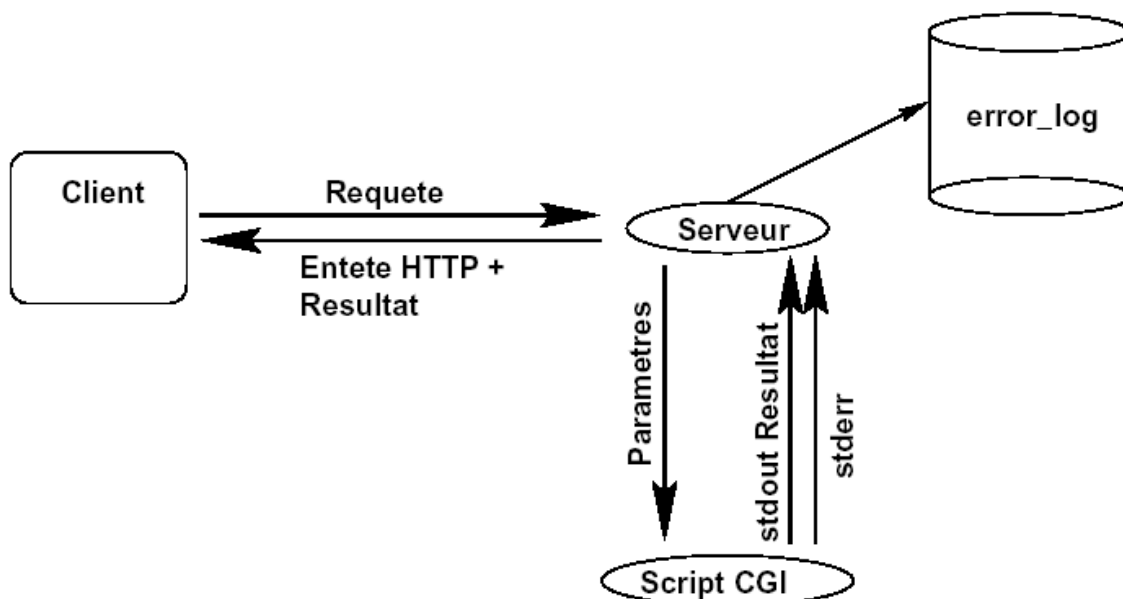 error_log
Client
Requete
Serveur
Entete HTTP +
Resultat
Parametres
stdout Resultat
stderr
Script CGI